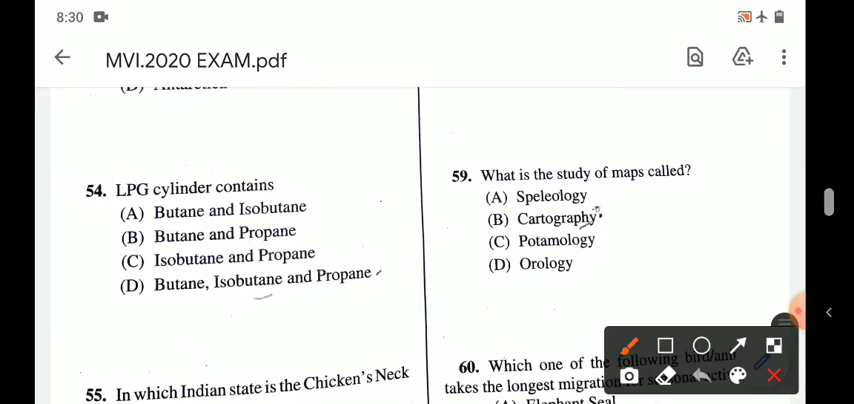 8:30
MVI.2020 EXAM.pdf
54. LPG cylinder contains
(A) Butane and Isobutane
(B) Butane and Propane
(C) Isobutane and Propane
(D) Butane, Isobutane and Propane
55. In which Indian state is the Chicken's Neck
59. What is the study of maps called?
(A) Speleology
(B) Cartography
(C) Potamology
(D) Orology
60. Which one of the following
takes the longest migration